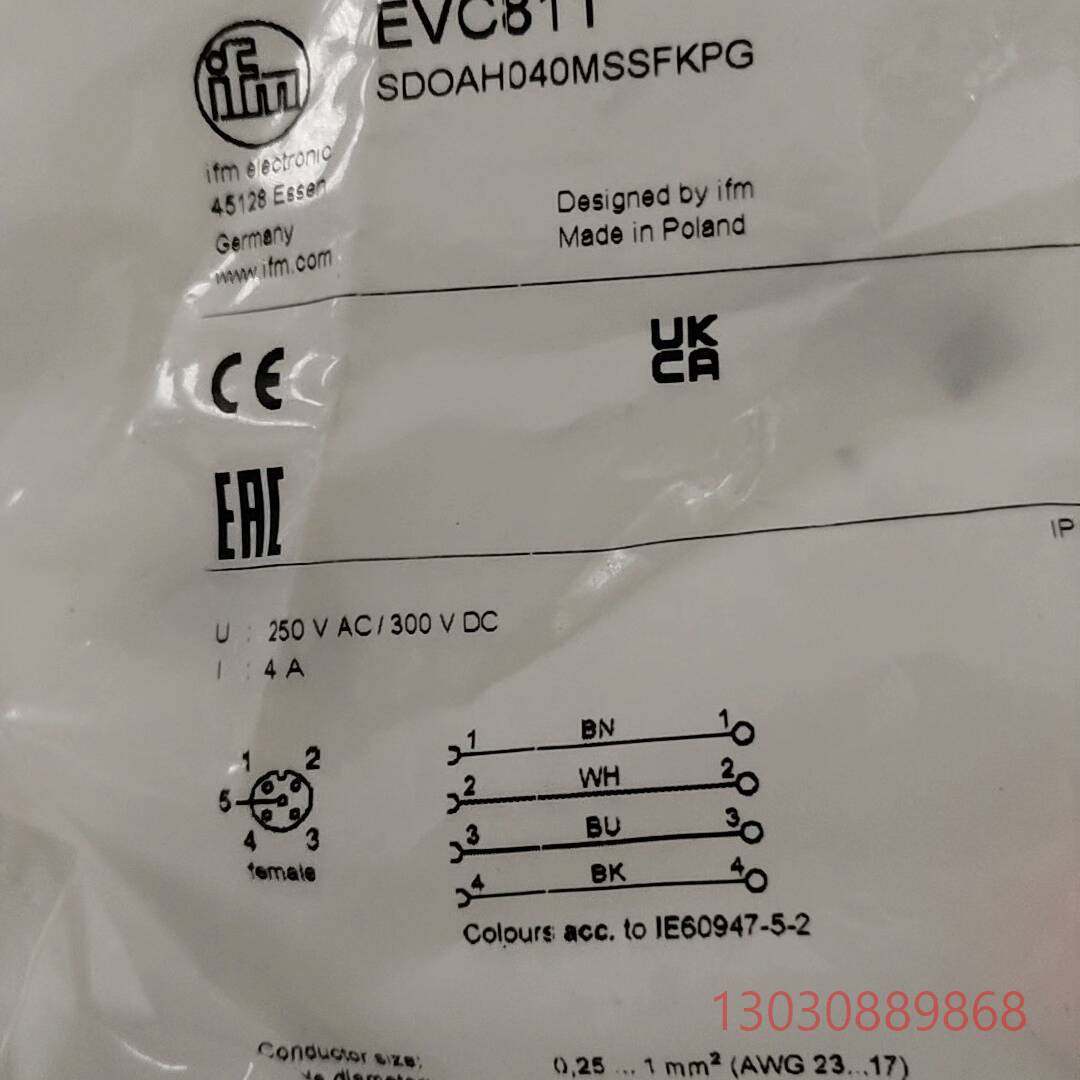 EVC811
SDOAH040MSSFKPG
ifm
ifm electronic
45128 Essen
Germany
www.ifm.com
Designed by ifm
Made in Poland
CE
UK
CA
EAC
IP
U : 250 V AC / 300 V DC
I : 4 A
1 2
5
4 3
female
1 BN 1
2 WH 2
3 BU 3
4 BK 4
Colours acc. to IE60947-5-2
13030889868
Conductor size: 0,25 ... 1 mm² (AWG 23...17)